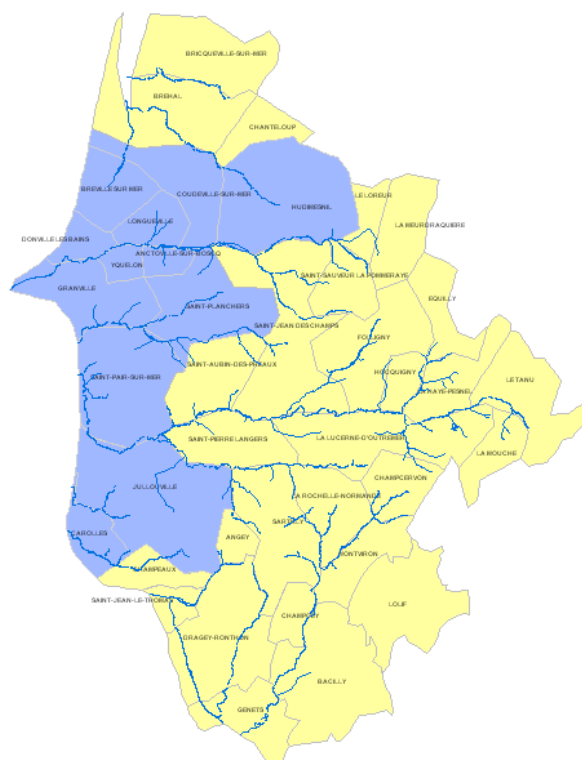 BRICQUEVILLE-SUR-MER
BREHAL
CHANTELOUP
BREVILLE SUR MER
COUDEVILLE-SUR-MER
LE LOREUR
HUDIMESNIL
LONGUEVILLE
LA MEURDRAQUIERE
DONVILLE LES BAINS
ANCTOVILLE-SUR-BOSCQ
YQUELON
SAINT-SAUVEUR LA POMMERAYE
GRANVILLE
EQUILLY
SAINT-PLANCHERS
SAINT-JEAN DES CHAMPS
FOLLIGNY
SAINT-AUBIN-DES-PREAUX
HOCQUIGNY
SAINT-PAIR-SUR-MER
LE TANU
LA HAYE-PESNEL
SAINT-PIERRE LANGERS
LA LUCERNE-D'OUTREMER
LA MOUCHE
CHAMPCERVON
JULLOUVILLE
LA ROCHELLE-NORMANDE
SARTILLY
CAROLLES
ANGEY
MONTVIRON
CHAMPEAUX
SAINT-JEAN-LE-THOMAS
LOLIF
CHAMPCEY
DRAGEY-RONTHON
BACILLY
GENETS